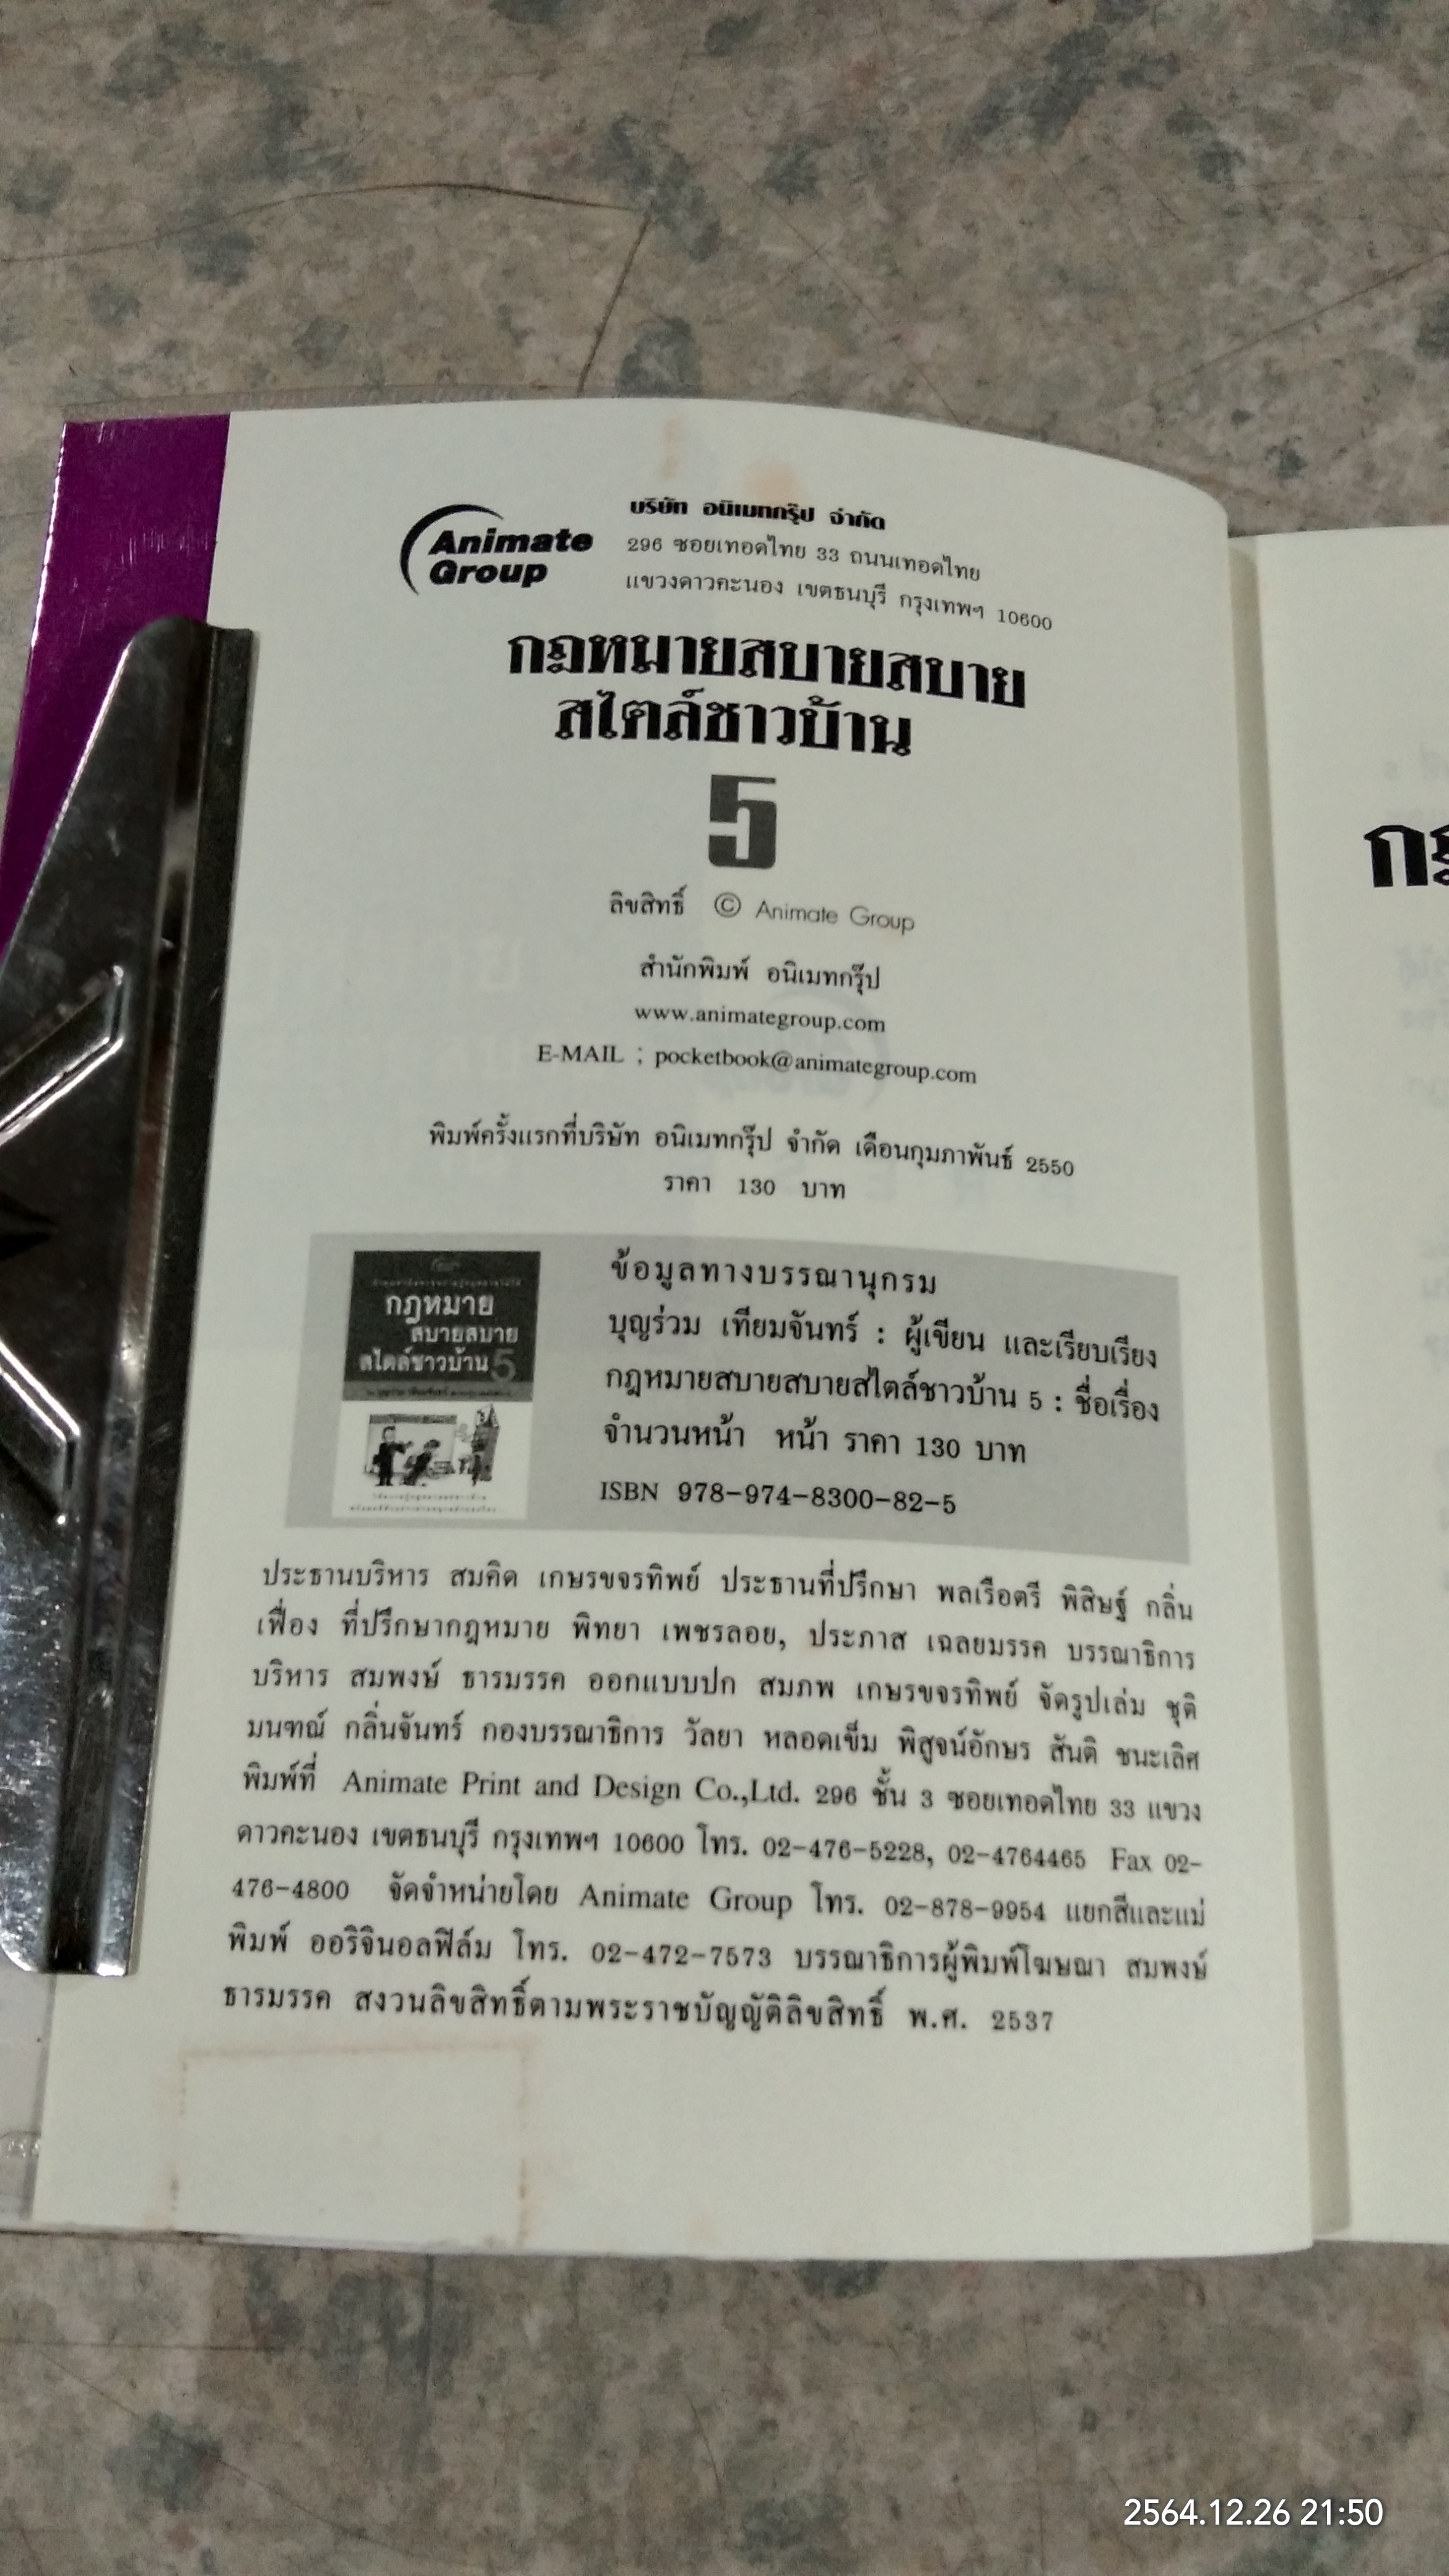 Animate
Group
บริษัท อนิเมทกรุ๊ป จำกัด
296 ซอยเทอดไทย 33 ถนนเทอดไทย
แขวงดาวคะนอง เขตธนบุรี กรุงเทพฯ 10600
กฎหมายสบายสบาย
สไตล์ชาวบ้าน
5
ลิขสิทธิ์ © Animate Group
สำนักพิมพ์ อนิเมทกรุ๊ป
www.animategroup.com
E-MAIL ; pocketbook@animategroup.com
พิมพ์ครั้งแรกที่บริษัท อนิเมทกรุ๊ป จำกัด เดือนกุมภาพันธ์ 2550
ราคา 130 บาท
กฎหมาย
สบายสบาย
สไตล์ชาวบ้าน 5
ข้อมูลทางบรรณานุกรม
บุญร่วม เทียมจันทร์ : ผู้เขียน และเรียบเรียง
กฎหมายสบายสบายสไตล์ชาวบ้าน 5 : ชื่อเรื่อง
จำนวนหน้า หน้า ราคา 130 บาท
ISBN 978-974-8300-82-5
ประธานบริหาร สมคิด เกษรขจรทิพย์ ประธานที่ปรึกษา พลเรือตรี พิสิษฐ์ กลิ่น
เฟื่อง ที่ปรึกษากฎหมาย พิทยา เพชรลอย, ประภาส เฉลยมรรค บรรณาธิการ
บริหาร สมพงษ์ ธารมรรค ออกแบบปก สมภพ เกษรขจรทิพย์ จัดรูปเล่ม ชุติ
มนฑณ์ กลิ่นจันทร์ กองบรรณาธิการ วัลยา หลอดเข็ม พิสูจน์อักษร สันติ ชนะเลิศ
พิมพ์ที่ Animate Print and Design Co.,Ltd. 296 ชั้น 3 ซอยเทอดไทย 33 แขวง
ดาวคะนอง เขตธนบุรี กรุงเทพฯ 10600 โทร. 02-476-5228, 02-4764465 Fax 02-
476-4800 จัดจำหน่ายโดย Animate Group โทร. 02-878-9954 แยกสีและแม่
พิมพ์ ออริจินอลฟิล์ม โทร. 02-472-7573 บรรณาธิการผู้พิมพ์โฆษณา สมพงษ์
ธารมรรค สงวนลิขสิทธิ์ตามพระราชบัญญัติลิขสิทธิ์ พ.ศ. 2537
2564.12.26 21:50